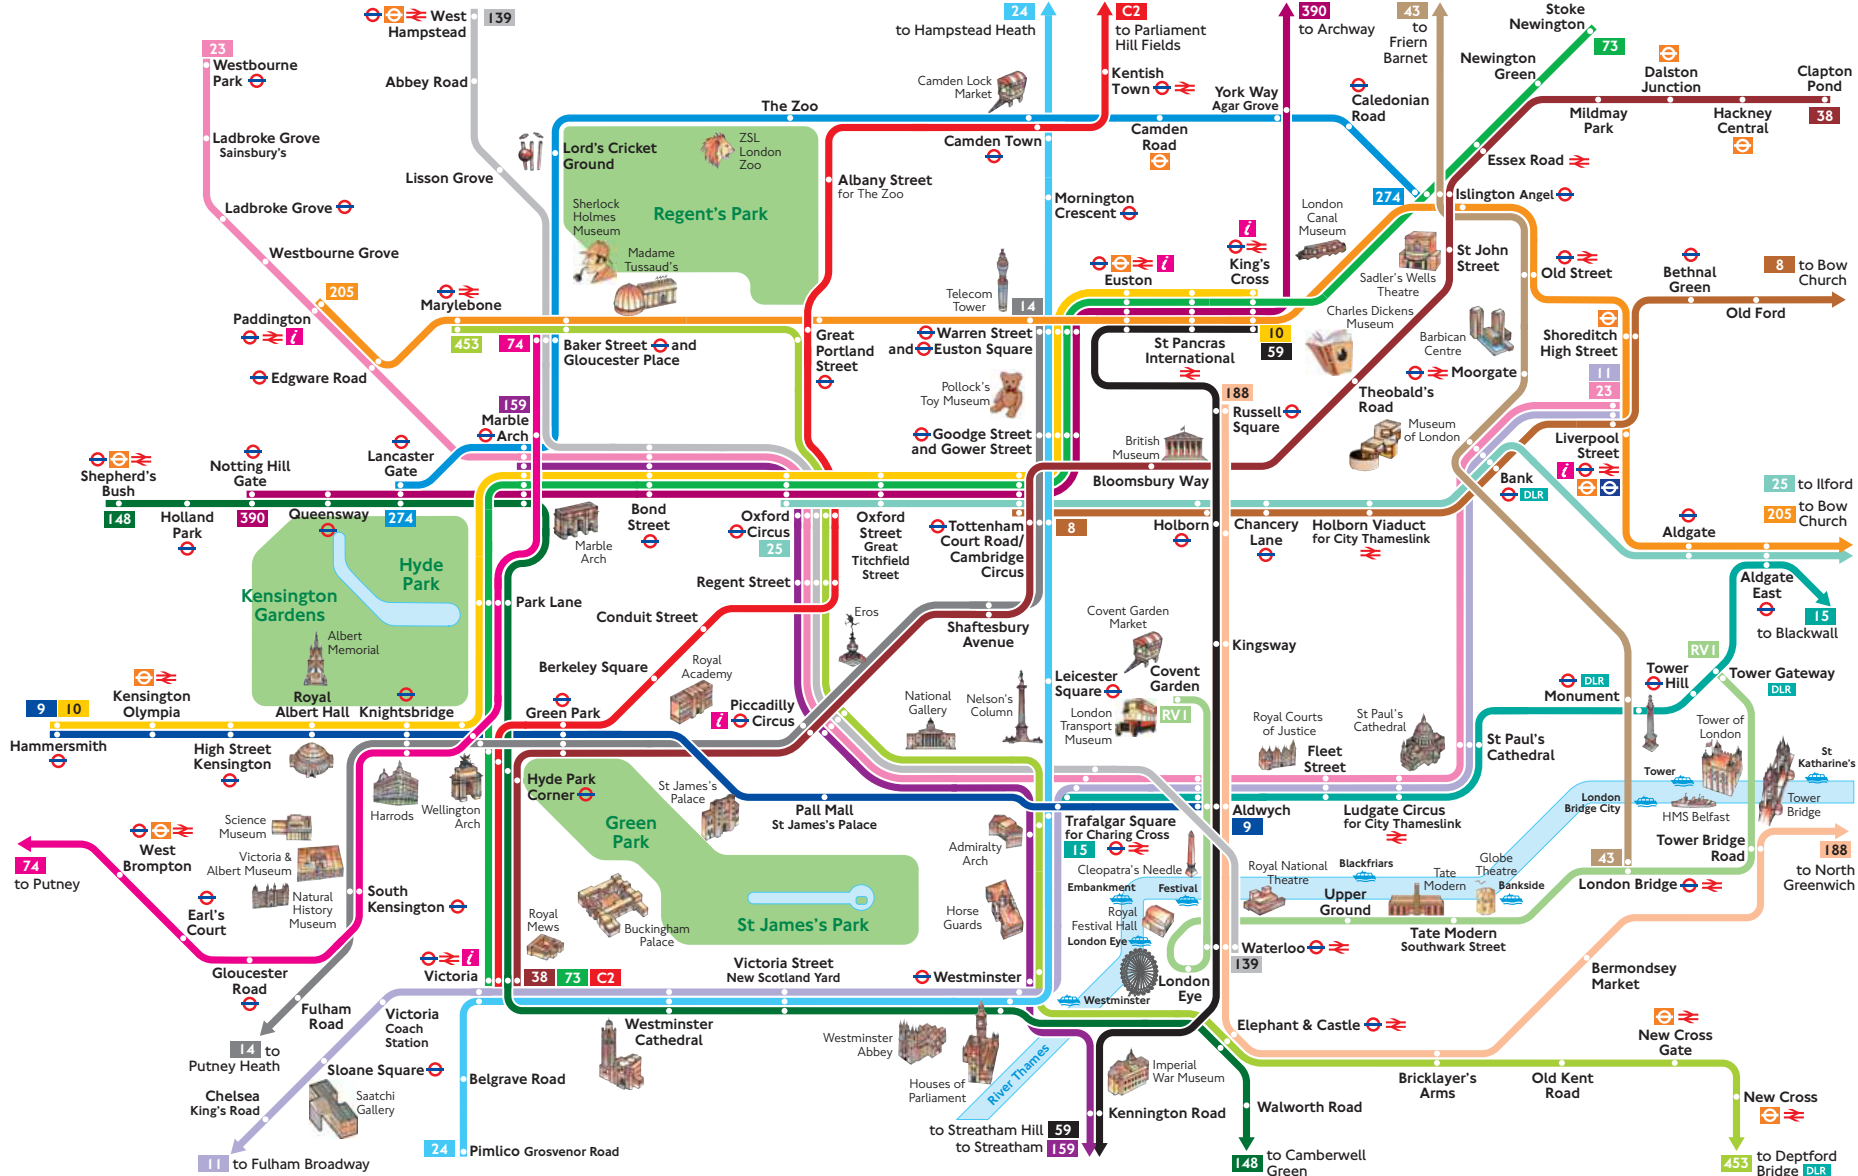 West
Hampstead
139
24
to Hampstead Heath
C2
to Parliament
Hill Fields
390
to Archway
43
to
Friern
Barnet
Stoke
Newington
73
23
Westbourne
Park
Abbey Road
Camden Lock
Market
Kentish
Town
York Way
Agar Grove
Caledonian
Road
Newington
Green
Dalston
Junction
Clapton
Pond
38
Mildmay
Park
Hackney
Central
The Zoo
Ladbroke Grove
Sainsbury's
Lord's Cricket
Ground
ZSL
London
Zoo
Camden Town
Camden
Road
Essex Road
Lisson Grove
Albany Street
for The Zoo
Mornington
Crescent
274
Islington Angel
Ladbroke Grove
Sherlock
Holmes
Museum
Regent's Park
London
Canal
Museum
Westbourne Grove
Madame
Tussaud's
Telecom
Tower
14
Euston
King's
Cross
Sadler's Wells
Theatre
St John
Street
Old Street
Bethnal
Green
8
to Bow
Church
Old Ford
205
Marylebone
Paddington
453
74
Baker Street
and
Gloucester Place
Great
Portland
Street
Warren Street
and
Euston Square
St Pancras
International
10
59
Charles Dickens
Museum
Barbican
Centre
Shoreditch
High Street
Edgware Road
Pollock's
Toy Museum
Moorgate
11
23
159
Marble
Arch
188
Russell
Square
Theobald's
Road
Museum
of London
Goodge Street
and Gower Street
British
Museum
Liverpool
Street
Shepherd's
Bush
148
Notting Hill
Gate
390
Lancaster
Gate
274
Bloomsbury Way
Bank
DLR
25
to Ilford
205
to Bow
Church
Holland
Park
Queensway
Bond
Street
Oxford
Circus
25
Oxford
Street
Great
Titchfield
Street
Tottenham
Court Road/
Cambridge
Circus
8
Holborn
Chancery
Lane
Holborn Viaduct
for City Thameslink
Aldgate
Marble
Arch
Hyde
Park
Kensington
Gardens
Regent Street
Aldgate
East
15
to Blackwall
Park Lane
Conduit Street
Eros
Covent Garden
Market
Shaftesbury
Avenue
Albert
Memorial
Kingsway
RV1
Berkeley Square
Royal
Academy
Leicester
Square
Covent
Garden
RV1
Tower
Hill
Tower Gateway
DLR
DLR
Monument
9
10
Kensington
Olympia
Royal
Albert Hall
Knightsbridge
Green Park
Piccadilly
Circus
National
Gallery
Nelson's
Column
London
Transport
Museum
Royal Courts
of Justice
St Paul's
Cathedral
Tower of
London
Hammersmith
High Street
Kensington
Fleet
Street
St Paul's
Cathedral
St
Katharine's
Harrods
Wellington
Arch
Hyde Park
Corner
St James's
Palace
Pall Mall
St James's Palace
Trafalgar Square
for Charing Cross
15
Aldwych
9
Ludgate Circus
for City Thameslink
London
Bridge City
Tower
HMS Belfast
Tower
Bridge
Science
Museum
West
Brompton
Victoria &
Albert Museum
Green
Park
Admiralty
Arch
Tower Bridge
Road
188
to North
Greenwich
74
to Putney
Natural
History
Museum
South
Kensington
Cleopatra's Needle
Embankment
Festival
Royal National
Theatre
Blackfriars
Globe
Theatre
Tate
Modern
Bankside
43
London Bridge
Upper
Ground
Earl's
Court
Royal
Mews
Buckingham
Palace
St James's Park
Horse
Guards
Royal
Festival Hall
London Eye
Waterloo
139
Tate Modern
Southwark Street
Gloucester
Road
Victoria
38
73
C2
Victoria Street
New Scotland Yard
Westminster
London
Eye
Westminster
Bermondsey
Market
Fulham
Road
Victoria
Coach
Station
Westminster
Cathedral
Elephant & Castle
New Cross
Gate
14
to
Putney Heath
Westminster
Abbey
Houses of
Parliament
River Thames
Imperial
War Museum
Sloane Square
Belgrave Road
Bricklayer's
Arms
Old Kent
Road
Chelsea
King's Road
Saatchi
Gallery
Kennington Road
Walworth Road
New Cross
to Streatham Hill
59
to Streatham
159
11
to Fulham Broadway
24
Pimlico Grosvenor Road
148
to Camberwell
Green
453
to Deptford
Bridge
DLR